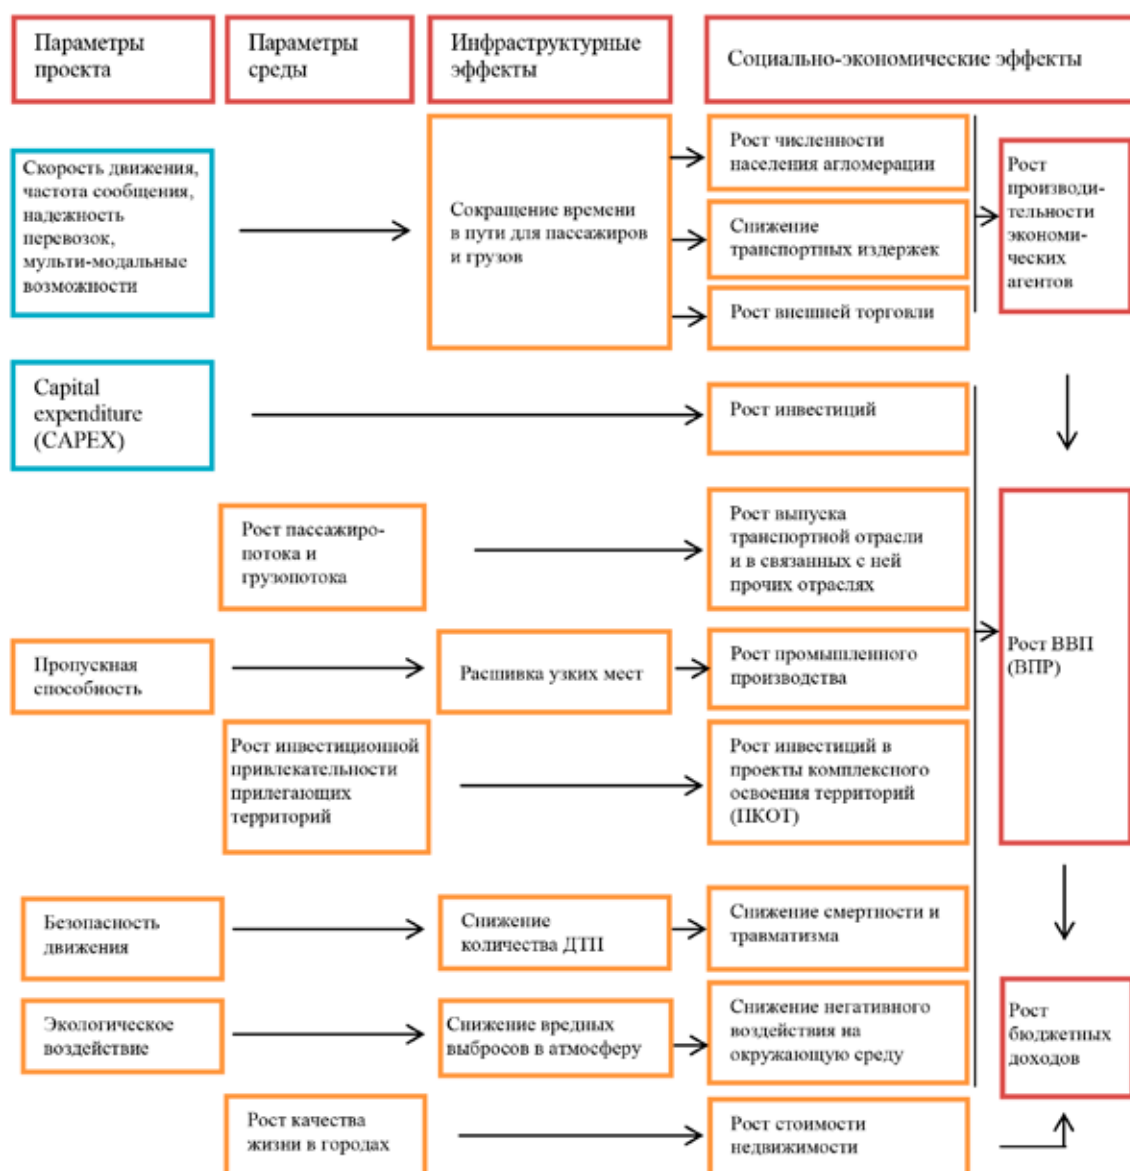 Параметры
проекта
Параметры
среды
Инфраструктурные
эффекты
Социально-экономические эффекты
Скорость движения,
частота сообщения,
надежность
перевозок,
мульти-модальные
возможности
Сокращение времени
в пути для пассажиров
и грузов
Рост численности
населения агломерации
Снижение
транспортных издержек
Рост внешней торговли
Рост
производи-
тельности
экономи-
ческих
агентов
Capital
expenditure
(CAPEX)
Рост инвестиций
Рост пассажиро-
потока и
грузопотока
Рост выпуска
транспортной отрасли
и в связанных с ней
прочих отраслях
Пропускная
способность
Расшивка узких мест
Рост промышленного
производства
Рост ВВП
(ВПР)
Рост инвестиционной
привлекательности
прилегающих
территорий
Рост инвестиций в
проекты комплексного
освоения территорий
(ПКОТ)
Безопасность
движения
Снижение
количества ДТП
Снижение смертности и
травматизма
Экологическое
воздействие
Снижение вредных
выбросов в атмосферу
Снижение негативного
воздействия на
окружающую среду
Рост
бюджетных
доходов
Рост качества
жизни в городах
Рост стоимости
недвижимости